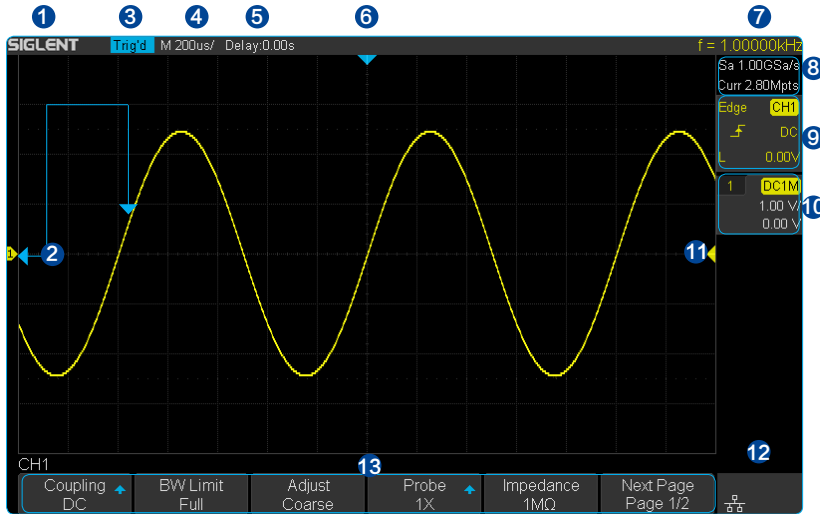 1 3 4 5 6 7
SIGLENT Trig'd M 200us/ Delay:0.00s f = 1.00000kHz
Sa 1.00GSa/s 8
Curr 2.80Mpts
Edge CH1
DC 9
L 0.00V
1 DC1M
1.00 V/ 10
0.00 V
1 2 11
12
CH1 13
Coupling BW Limit Adjust Probe Impedance Next Page
DC Full Coarse 1X 1MΩ Page 1/2